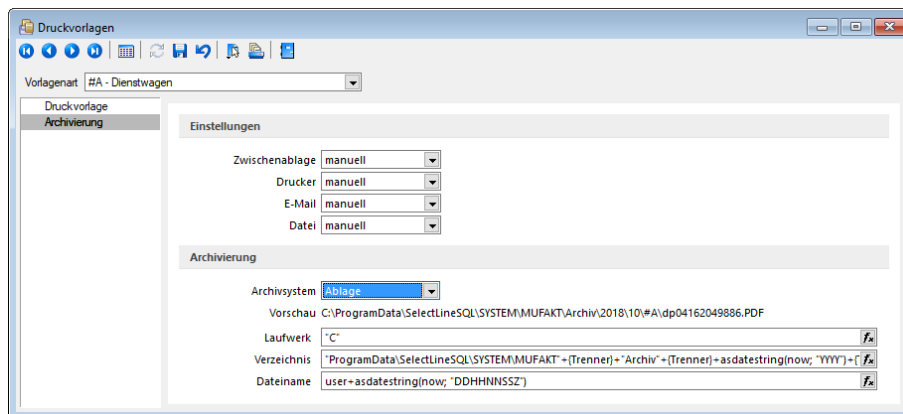 Druckvorlagen
Vorlagenart #A - Dienstwagen
Druckvorlage
Archivierung
Einstellungen
Zwischenablage manuell
Drucker manuell
E-Mail manuell
Datei manuell
Archivierung
Archivsystem Ablage
Vorschau C:\ProgramData\SelectLineSQL\SYSTEM\MUFAKT\Archiv\2018\10\#A\dp04162049886.PDF
Laufwerk "C"
Verzeichnis "ProgramData\SelectLineSQL\SYSTEM\MUFAKT"+{Trenner}+"Archiv"+{Trenner}+asdatestring(now; "YYYY")+{
Dateiname user+asdatestring(now; "DDHHNNSSZ")